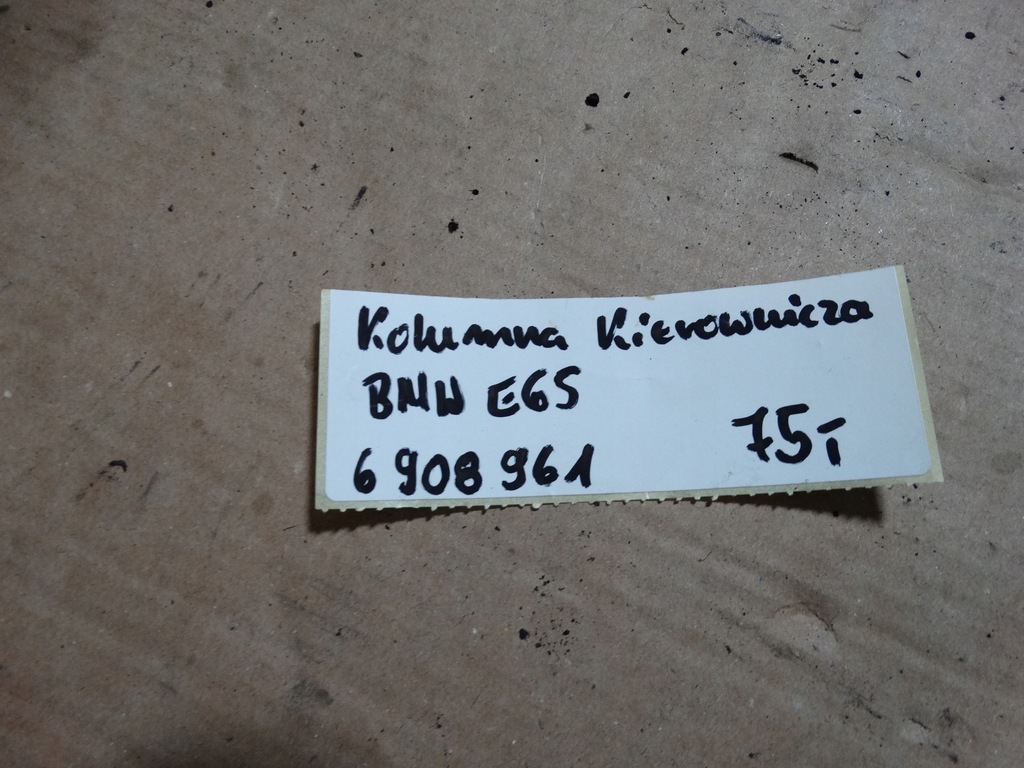 Kolumna Kierownicza
BMW E65
6 908 961
75,-